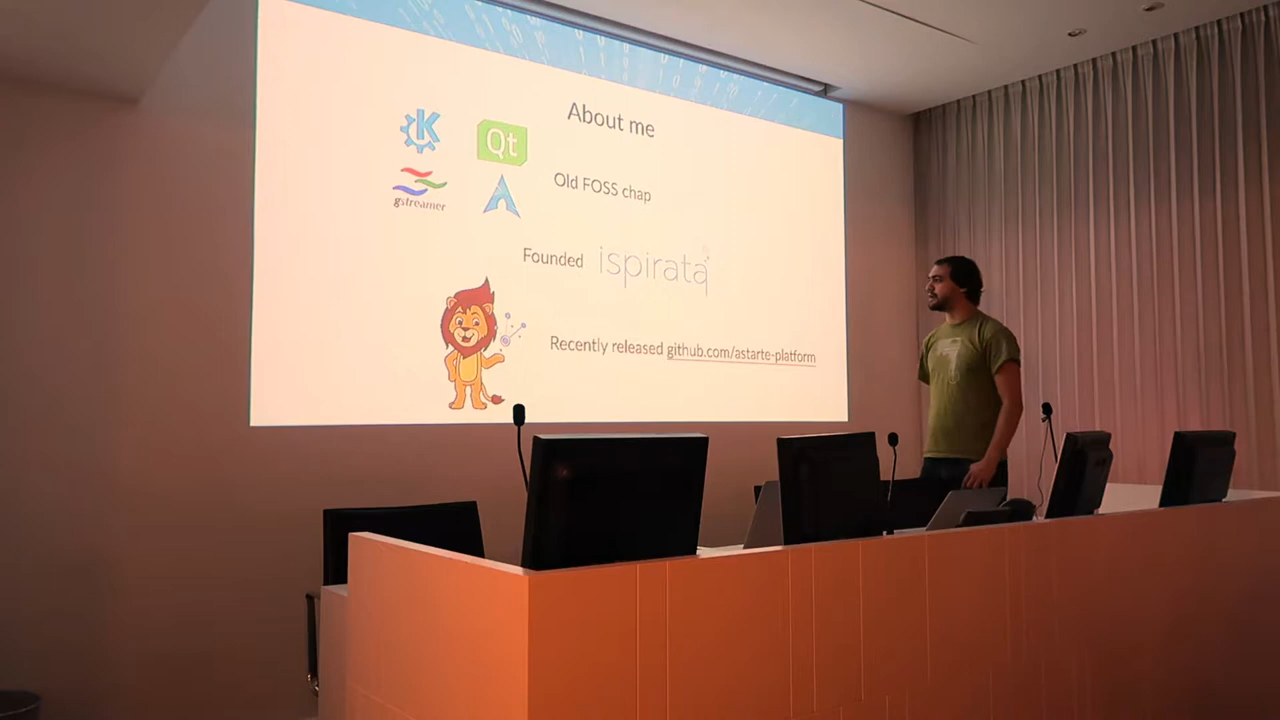 About me
K
Qt
gstreamer
Old FOSS chap
Founded ispirata
Recently released github.com/astarte-platform